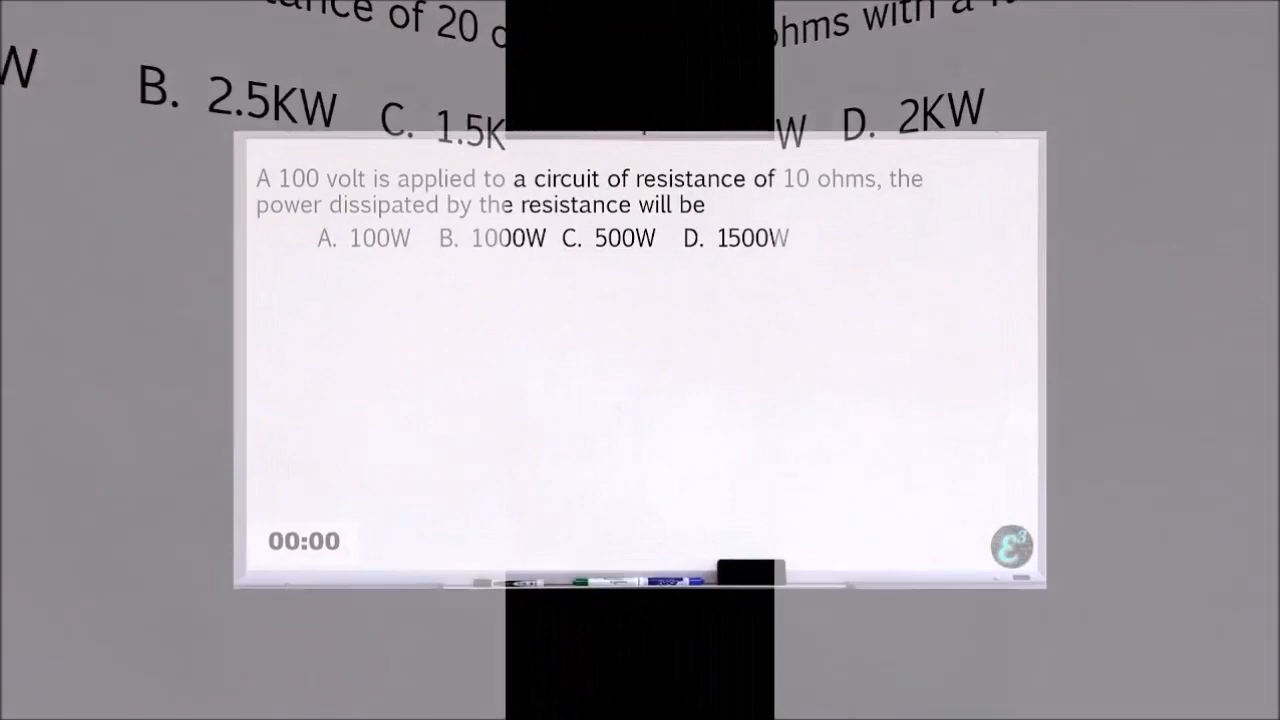 of 20
ohms with a
W B. 2.5KW C. 1.5K W D. 2KW
A 100 volt is applied to a circuit of resistance of 10 ohms, the
power dissipated by the resistance will be
A. 100W B. 1000W C. 500W D. 1500W
00:00
ε³